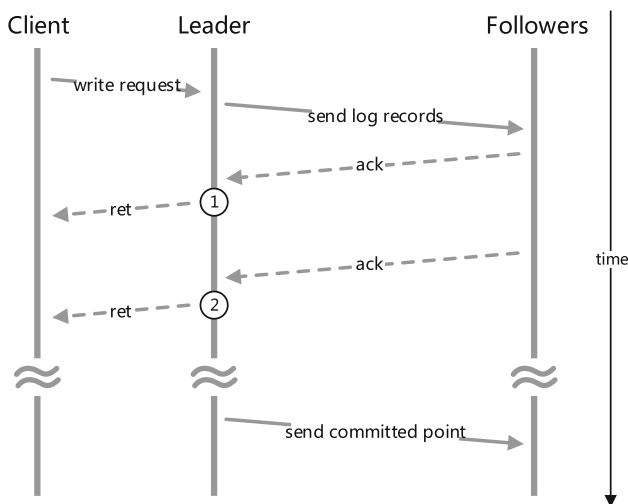 Client
Leader
Followers
write request
send log records
ack
1
ret
ack
time
2
ret
send committed point